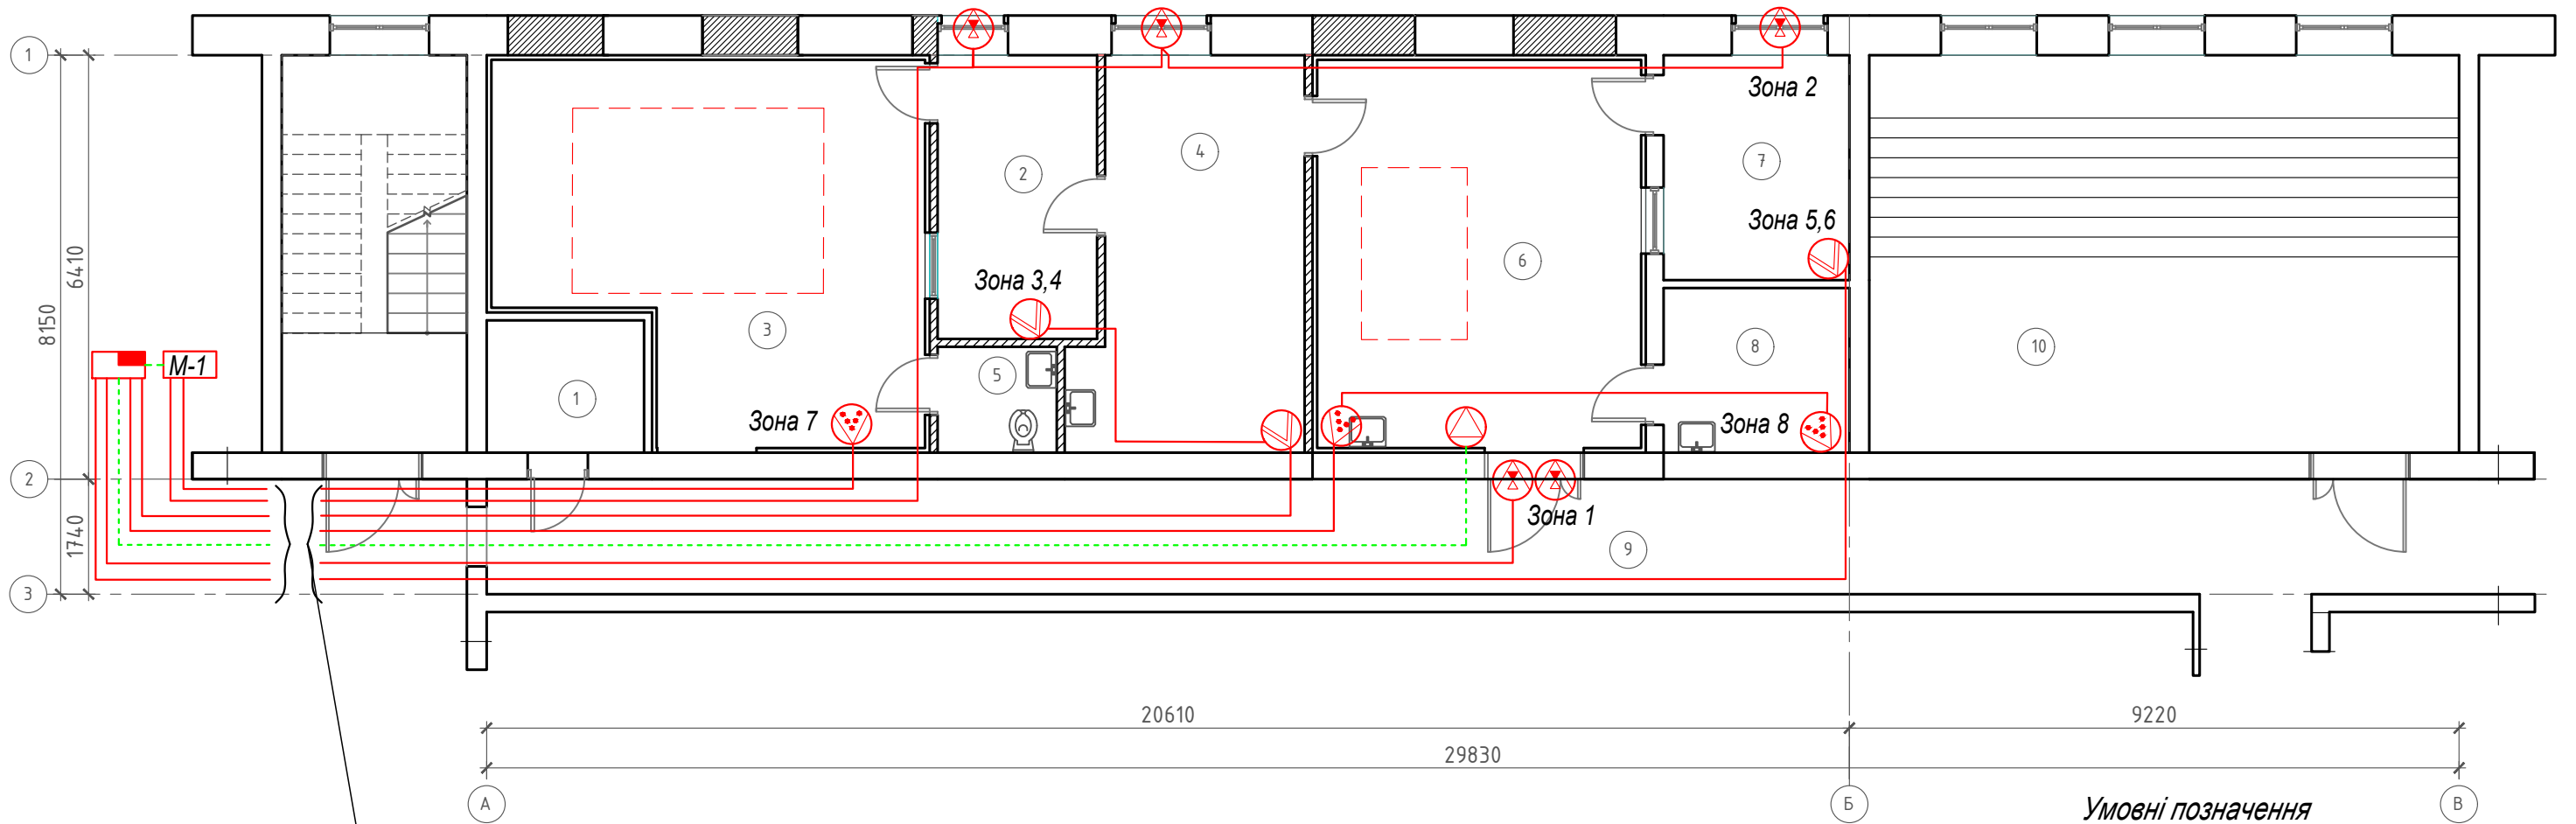 1
Зона 2
4
7
2
Зона 5,6
6410
6
Зона 3,4
8150
3
8
10
М-1
5
1
Зона 7
Зона 8
2
Зона 1
1740
9
3
20610
9220
29830
А
Б
Умовні позначення
В